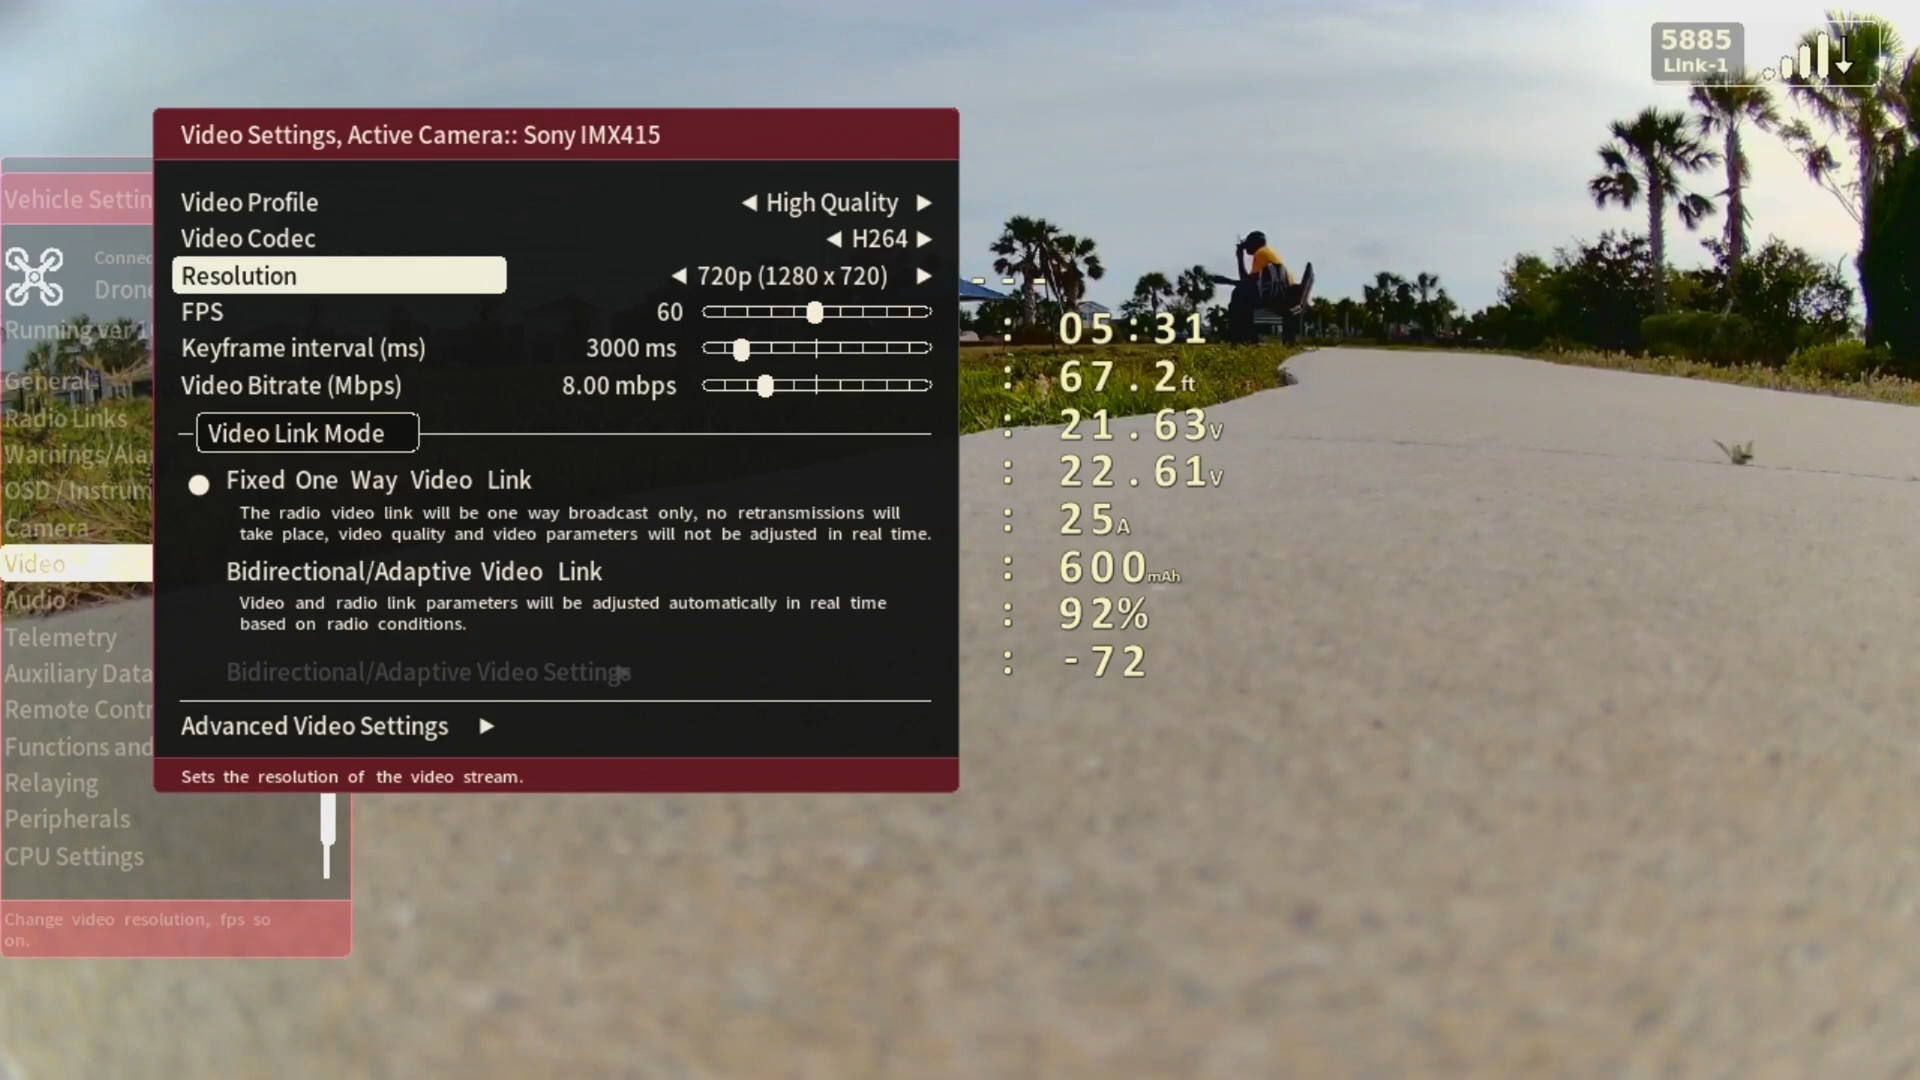 5885
Link-1
Video Settings, Active Camera:: Sony IMX415
Video Profile
High Quality
Video Codec
H264
Resolution
720p (1280 x 720)
FPS
60
Keyframe interval (ms)
3000 ms
Video Bitrate (Mbps)
8.00 mbps
Video Link Mode
Fixed One Way Video Link
The radio video link will be one way broadcast only, no retransmissions will
take place, video quality and video parameters will not be adjusted in real time.
Bidirectional/Adaptive Video Link
Video and radio link parameters will be adjusted automatically in real time
based on radio conditions.
Bidirectional/Adaptive Video Settings
Advanced Video Settings
Sets the resolution of the video stream.
Vehicle Settin
Connec
Drone
Running ver
General
Radio Links
Warnings/Ala
OSD / Instrum
Camera
Video
Audio
Telemetry
Auxiliary Data
Remote Contr
Functions and
Relaying
Peripherals
CPU Settings
Change video resolution, fps so
on.
- - -
: 05:31
: 67.2ft
: 21.63V
: 22.61V
: 25A
: 600mAh
: 92%
: -72